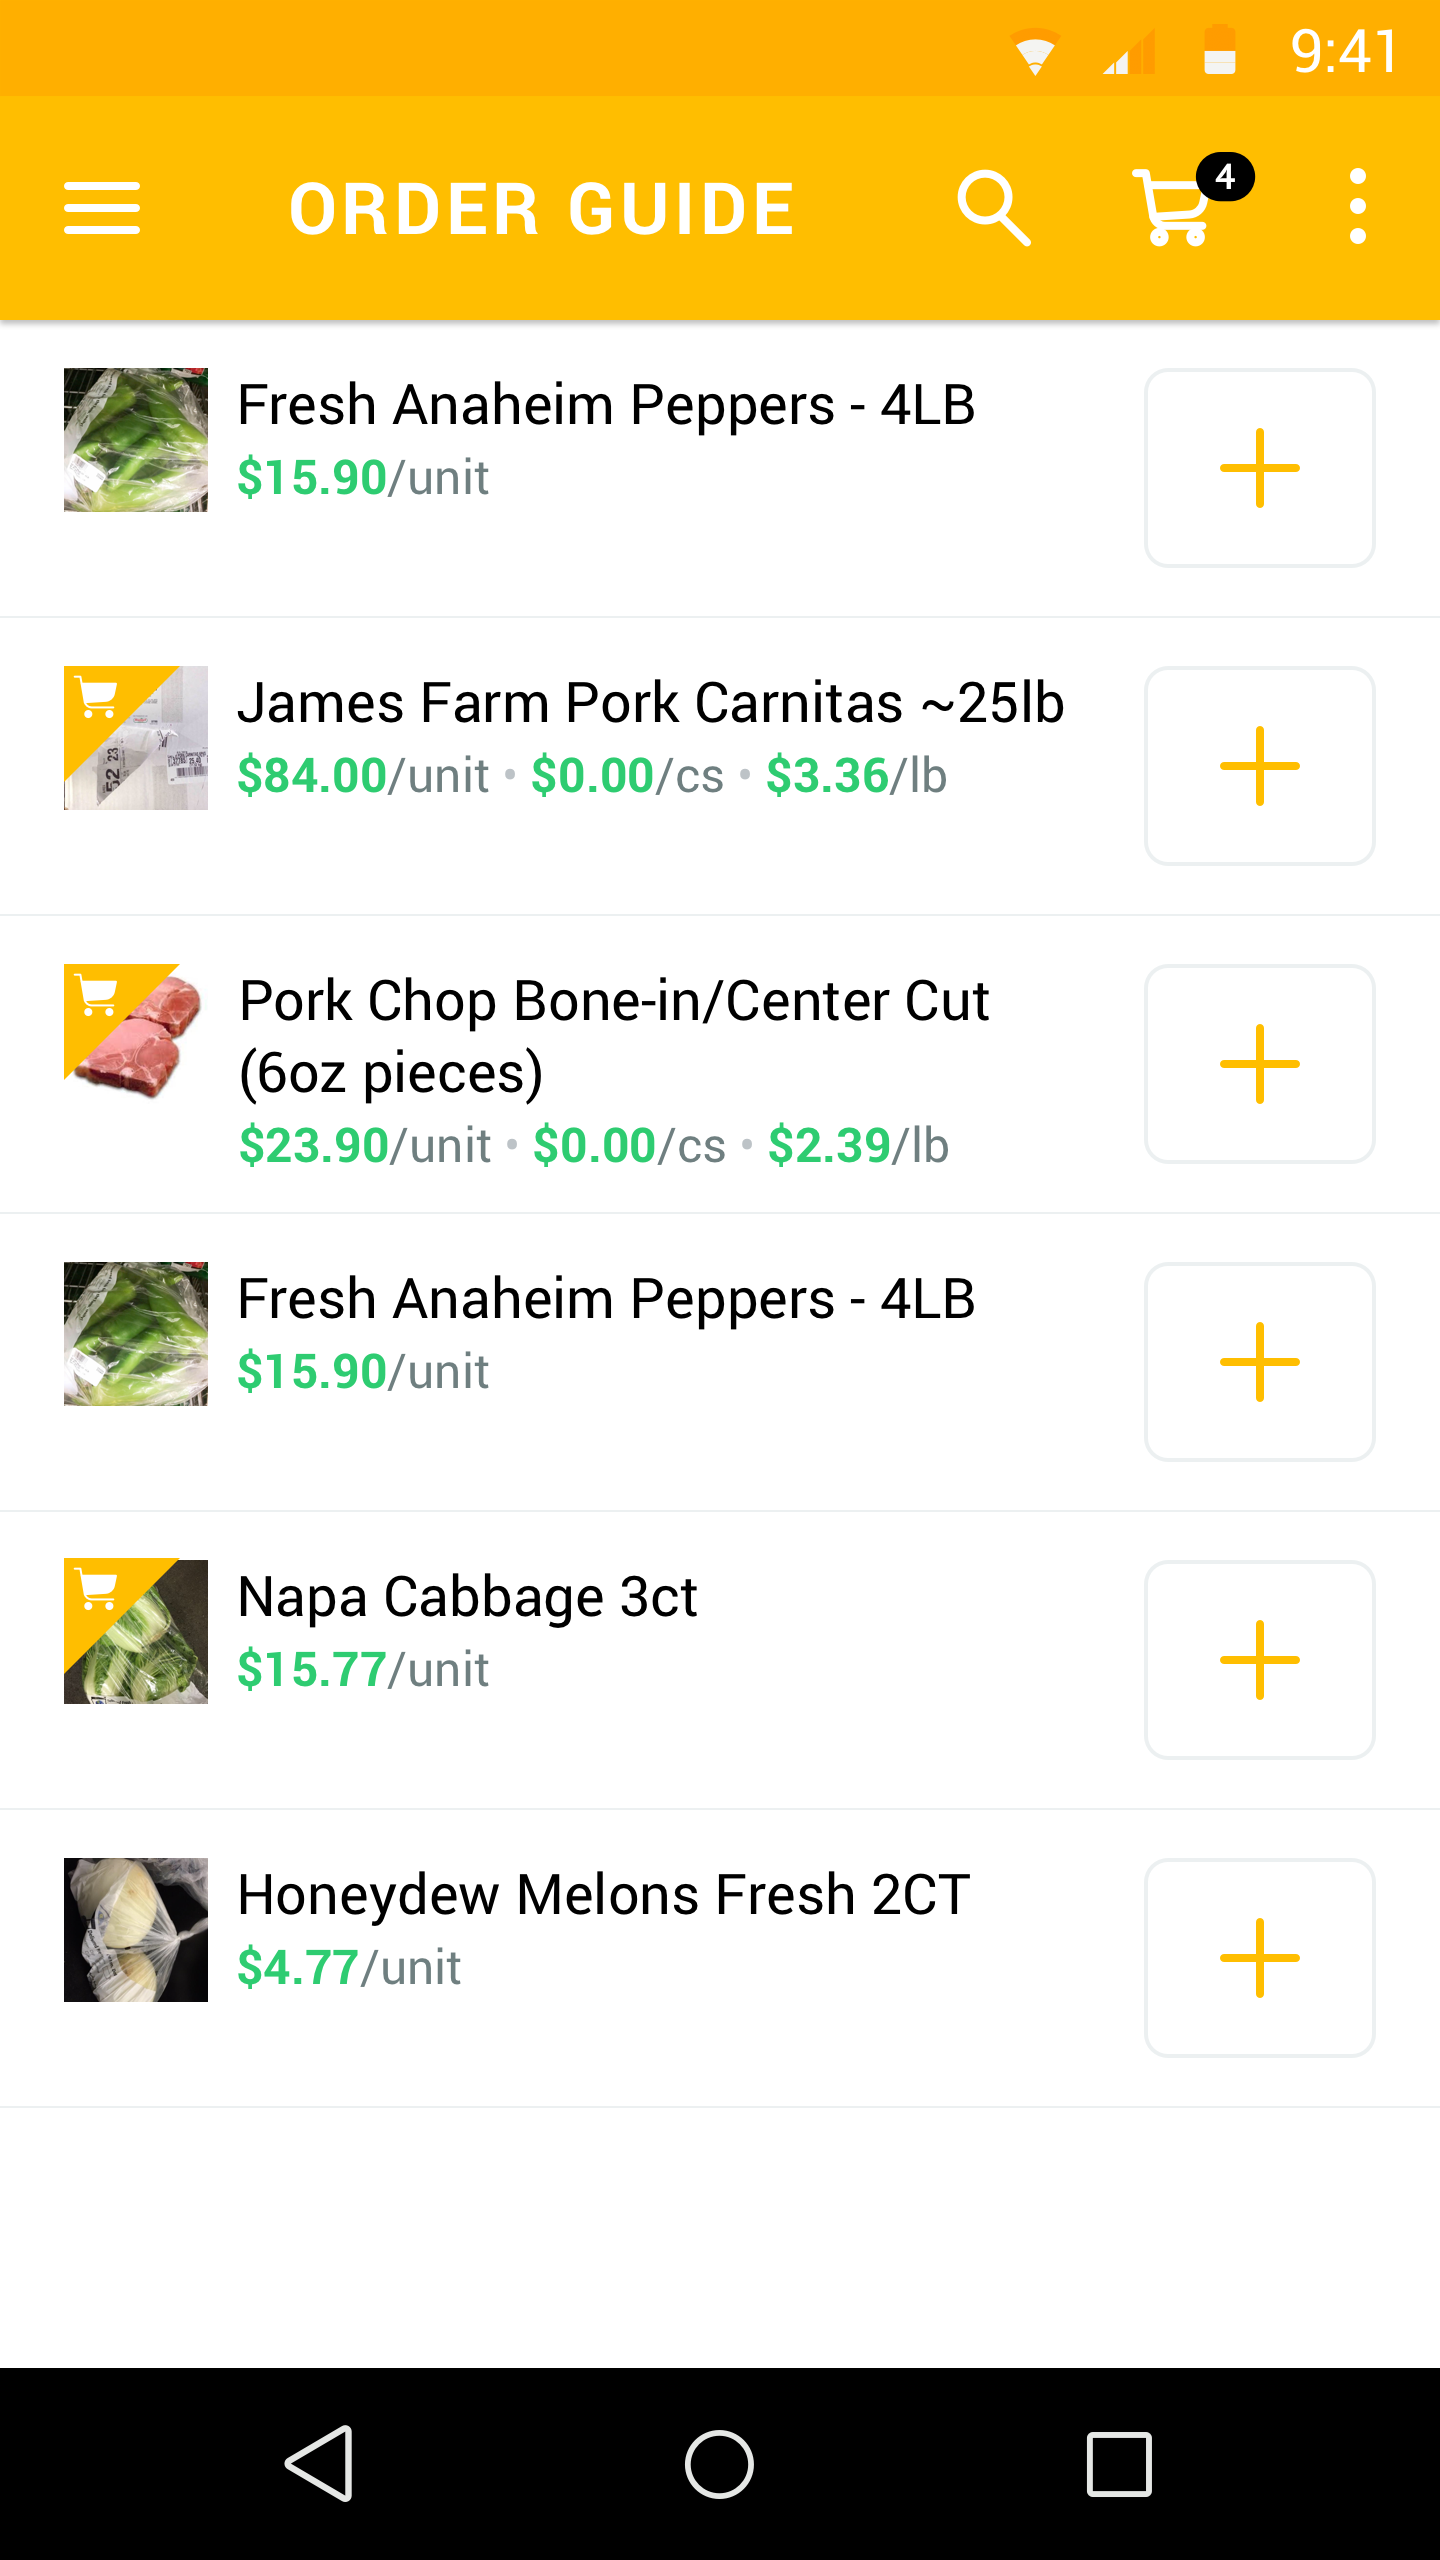 9:41
ORDER GUIDE
4
Fresh Anaheim Peppers - 4LB
$15.90/unit
James Farm Pork Carnitas ~25lb
$84.00/unit • $0.00/cs • $3.36/lb
Pork Chop Bone-in/Center Cut
(6oz pieces)
$23.90/unit • $0.00/cs • $2.39/lb
Fresh Anaheim Peppers - 4LB
$15.90/unit
Napa Cabbage 3ct
$15.77/unit
Honeydew Melons Fresh 2CT
$4.77/unit